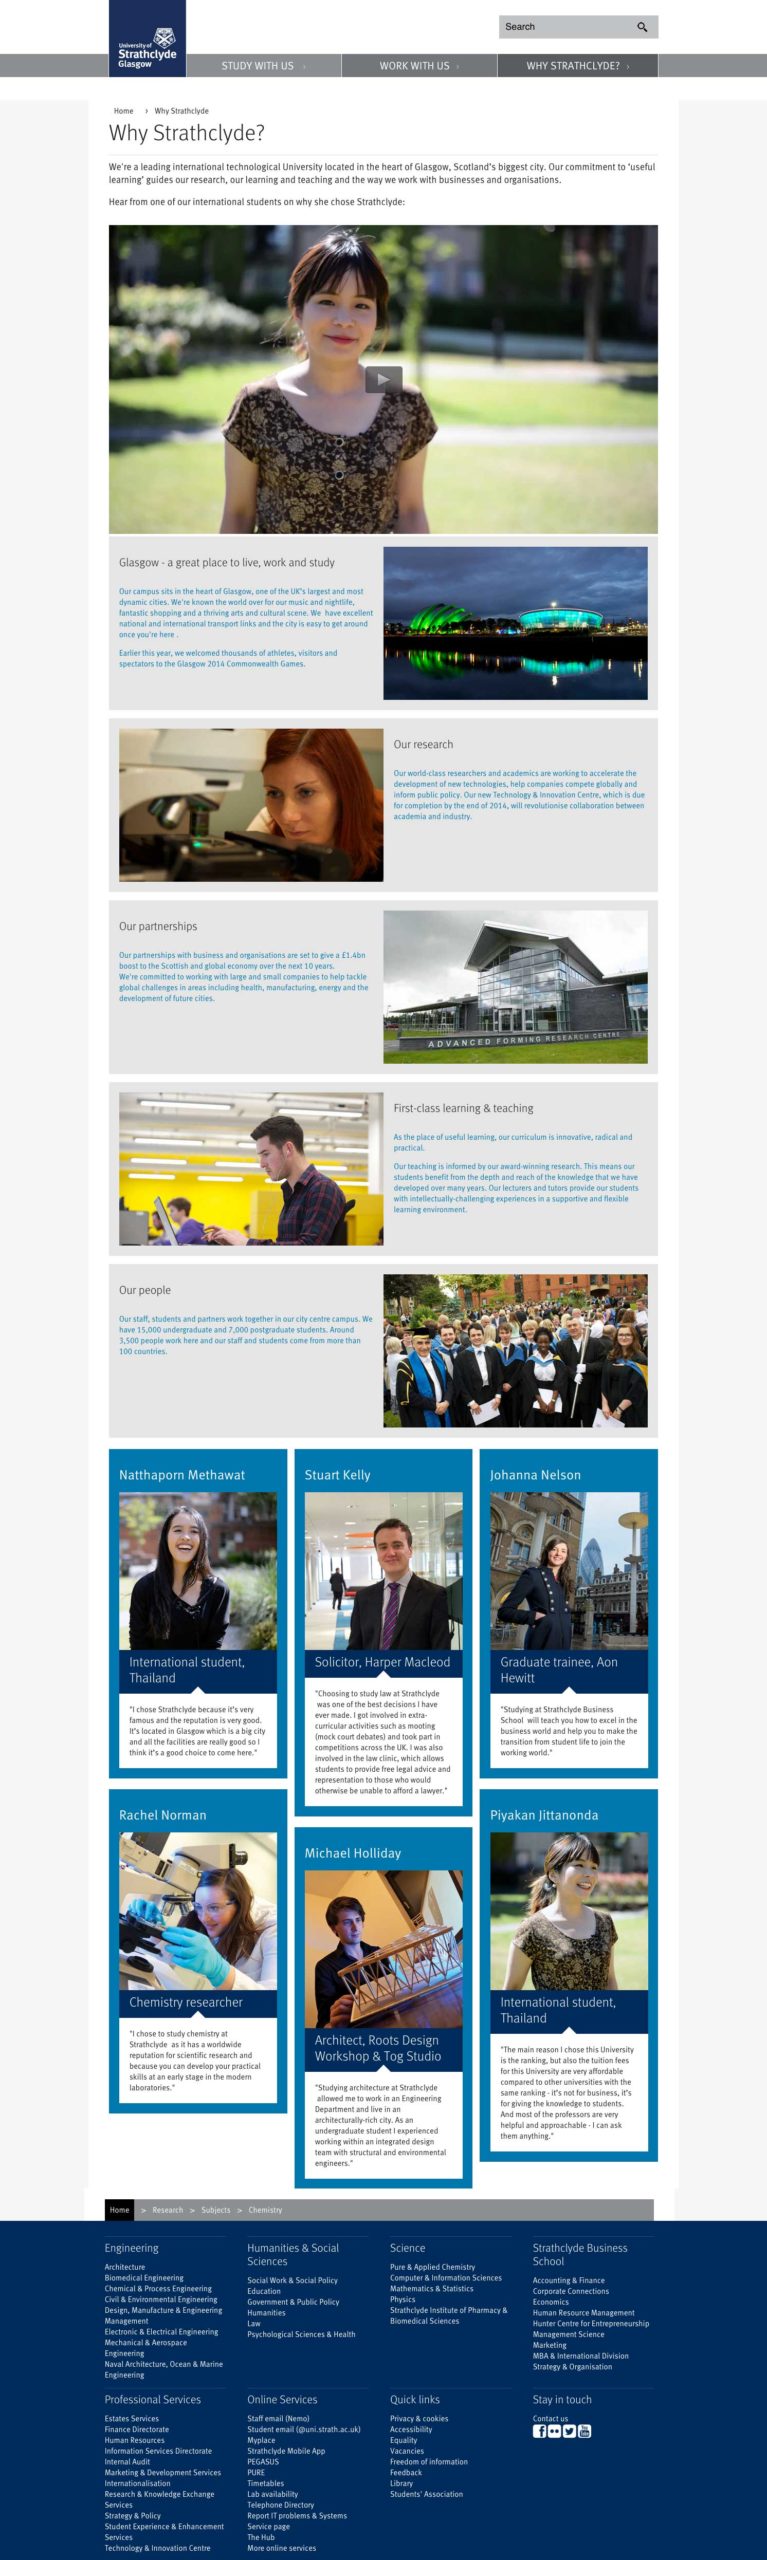 University of
Strathclyde
Glasgow
Search
STUDY WITH US ›
WORK WITH US ›
WHY STRATHCLYDE? ›
Home › Why Strathclyde
Why Strathclyde?
We're a leading international technological University located in the heart of Glasgow, Scotland's biggest city. Our commitment to 'useful
learning' guides our research, our learning and teaching and the way we work with businesses and organisations.
Hear from one of our international students on why she chose Strathclyde:
Glasgow - a great place to live, work and study
Our campus sits in the heart of Glasgow, one of the UK's largest and most
dynamic cities. We're known the world over for our music and nightlife,
fantastic shopping and a thriving arts and cultural scene. We have excellent
national and international transport links and the city is easy to get around
once you're here .
Earlier this year, we welcomed thousands of athletes, visitors and
spectators to the Glasgow 2014 Commonwealth Games.
Our research
Our world-class researchers and academics are working to accelerate the
development of new technologies, help companies compete globally and
inform public policy. Our new Technology & Innovation Centre, which is due
for completion by the end of 2014, will revolutionise collaboration between
academia and industry.
Our partnerships
Our partnerships with business and organisations are set to give a £1.4bn
boost to the Scottish and global economy over the next 10 years.
We're committed to working with large and small companies to help tackle
global challenges in areas including health, manufacturing, energy and the
development of future cities.
ADVANCED FORMING RESEARCH CENTRE
First-class learning & teaching
As the place of useful learning, our curriculum is innovative, radical and
practical.
Our teaching is informed by our award-winning research. This means our
students benefit from the depth and reach of the knowledge that we have
developed over many years. Our lecturers and tutors provide our students
with intellectually-challenging experiences in a supportive and flexible
learning environment.
Our people
Our staff, students and partners work together in our city centre campus. We
have 15,000 undergraduate and 7,000 postgraduate students. Around
3,500 people work here and our staff and students come from more than
100 countries.
Natthaporn Methawat
International student,
Thailand
"I chose Strathclyde because it's very
famous and the reputation is very good.
It's located in Glasgow which is a big city
and all the facilities are really good so I
think it's a good choice to come here."
Stuart Kelly
Solicitor, Harper Macleod
"Choosing to study law at Strathclyde
was one of the best decisions I have
ever made. I got involved in extra-
curricular activities such as mooting
(mock court debates) and took part in
competitions across the UK. I was also
involved in the law clinic, which allows
students to provide free legal advice and
representation to those who would
otherwise be unable to afford a lawyer."
Johanna Nelson
Graduate trainee, Aon
Hewitt
"Studying at Strathclyde Business
School will teach you how to excel in the
business world and help you to make the
transition from student life to join the
working world."
Rachel Norman
Chemistry researcher
"I chose to study chemistry at
Strathclyde as it has a worldwide
reputation for scientific research and
because you can develop your practical
skills at an early stage in the modern
laboratories."
Michael Holliday
Architect, Roots Design
Workshop & Tog Studio
"Studying architecture at Strathclyde
allowed me to work in an Engineering
Department and live in an
architecturally-rich city. As an
undergraduate student I experienced
working within an integrated design
team with structural and environmental
engineers."
Piyakan Jittanonda
International student,
Thailand
"The main reason I chose this University
is the ranking, but also the tuition fees
for this University are very affordable
compared to other universities with the
same ranking - it's not for business, it's
for giving the knowledge to students.
And most of the professors are very
helpful and approachable - I can ask
them anything."
Home > Research > Subjects > Chemistry
Engineering
Architecture
Biomedical Engineering
Chemical & Process Engineering
Civil & Environmental Engineering
Design, Manufacture & Engineering
Management
Electronic & Electrical Engineering
Mechanical & Aerospace
Engineering
Naval Architecture, Ocean & Marine
Engineering
Humanities & Social
Sciences
Social Work & Social Policy
Education
Government & Public Policy
Humanities
Law
Psychological Sciences & Health
Science
Pure & Applied Chemistry
Computer & Information Sciences
Mathematics & Statistics
Physics
Strathclyde Institute of Pharmacy &
Biomedical Sciences
Strathclyde Business
School
Accounting & Finance
Corporate Connections
Economics
Human Resource Management
Hunter Centre for Entrepreneurship
Management Science
Marketing
MBA & International Division
Strategy & Organisation
Professional Services
Estates Services
Finance Directorate
Human Resources
Information Services Directorate
Internal Audit
Marketing & Development Services
Internationalisation
Research & Knowledge Exchange
Services
Strategy & Policy
Student Experience & Enhancement
Services
Technology & Innovation Centre
Online Services
Staff email (Nemo)
Student email (@uni.strath.ac.uk)
Myplace
Strathclyde Mobile App
PEGASUS
PURE
Timetables
Lab availability
Telephone Directory
Report IT problems & Systems
Service page
The Hub
More online services
Quick links
Privacy & cookies
Accessibility
Equality
Vacancies
Freedom of information
Feedback
Library
Students' Association
Stay in touch
Contact us